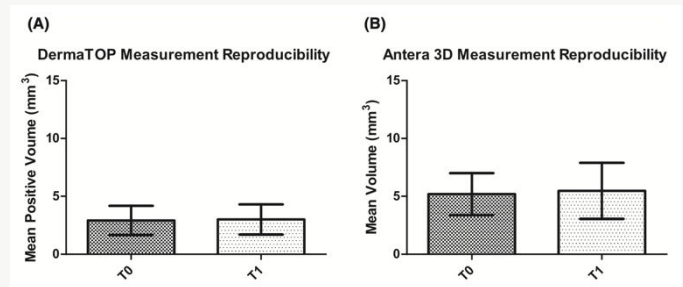 (A)
DermaTOP Measurement Reproducibility
Mean Positive Voume (mm³)
15
10
5
0
T0
T1
(B)
Antera 3D Measurement Reproducibility
Mean Volume (mm³)
15
10
5
0
T0
T1